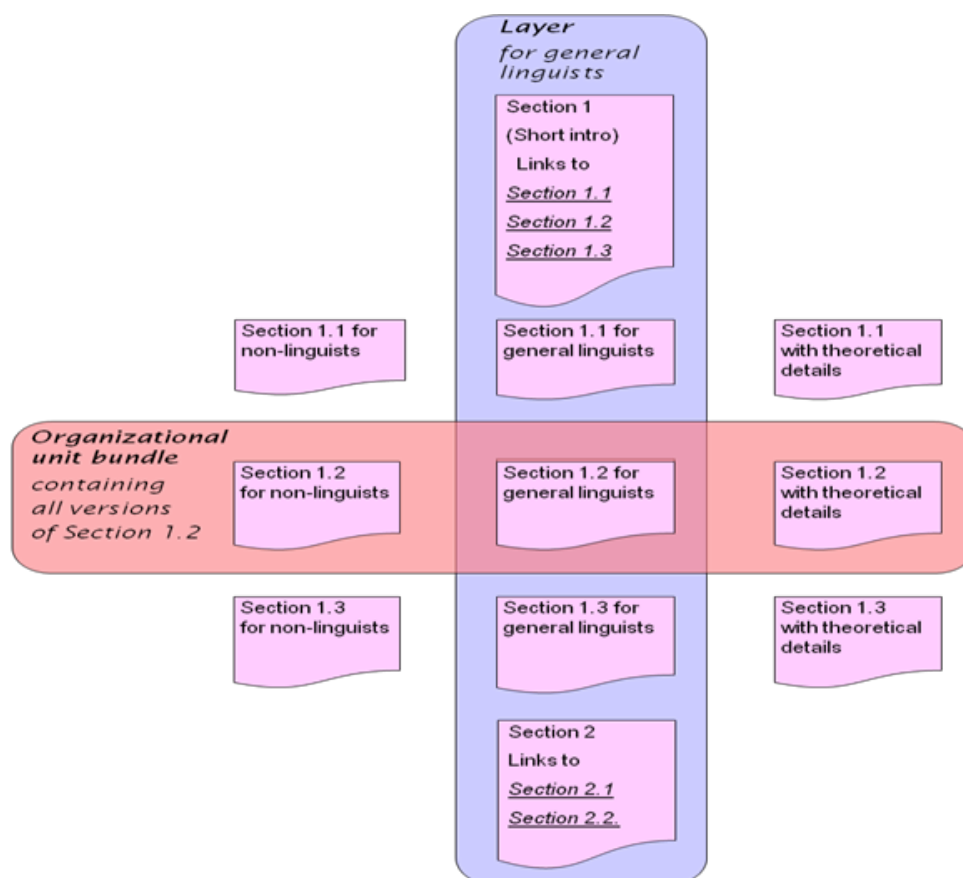 Layer
for general
linguists
Section 1
(Short intro)
Links to
Section 1.1
Section 1.2
Section 1.3
Section 1.1 for
non-linguists
Section 1.1 for
general linguists
Section 1.1
with theoretical
details
Organizational
unit bundle
containing
all versions
of Section 1.2
Section 1.2
for non-linguists
Section 1.2 for
general linguists
Section 1.2
with theoretical
details
Section 1.3
for non-linguists
Section 1.3 for
general linguists
Section 1.3
with theoretical
details
Section 2
Links to
Section 2.1
Section 2.2.